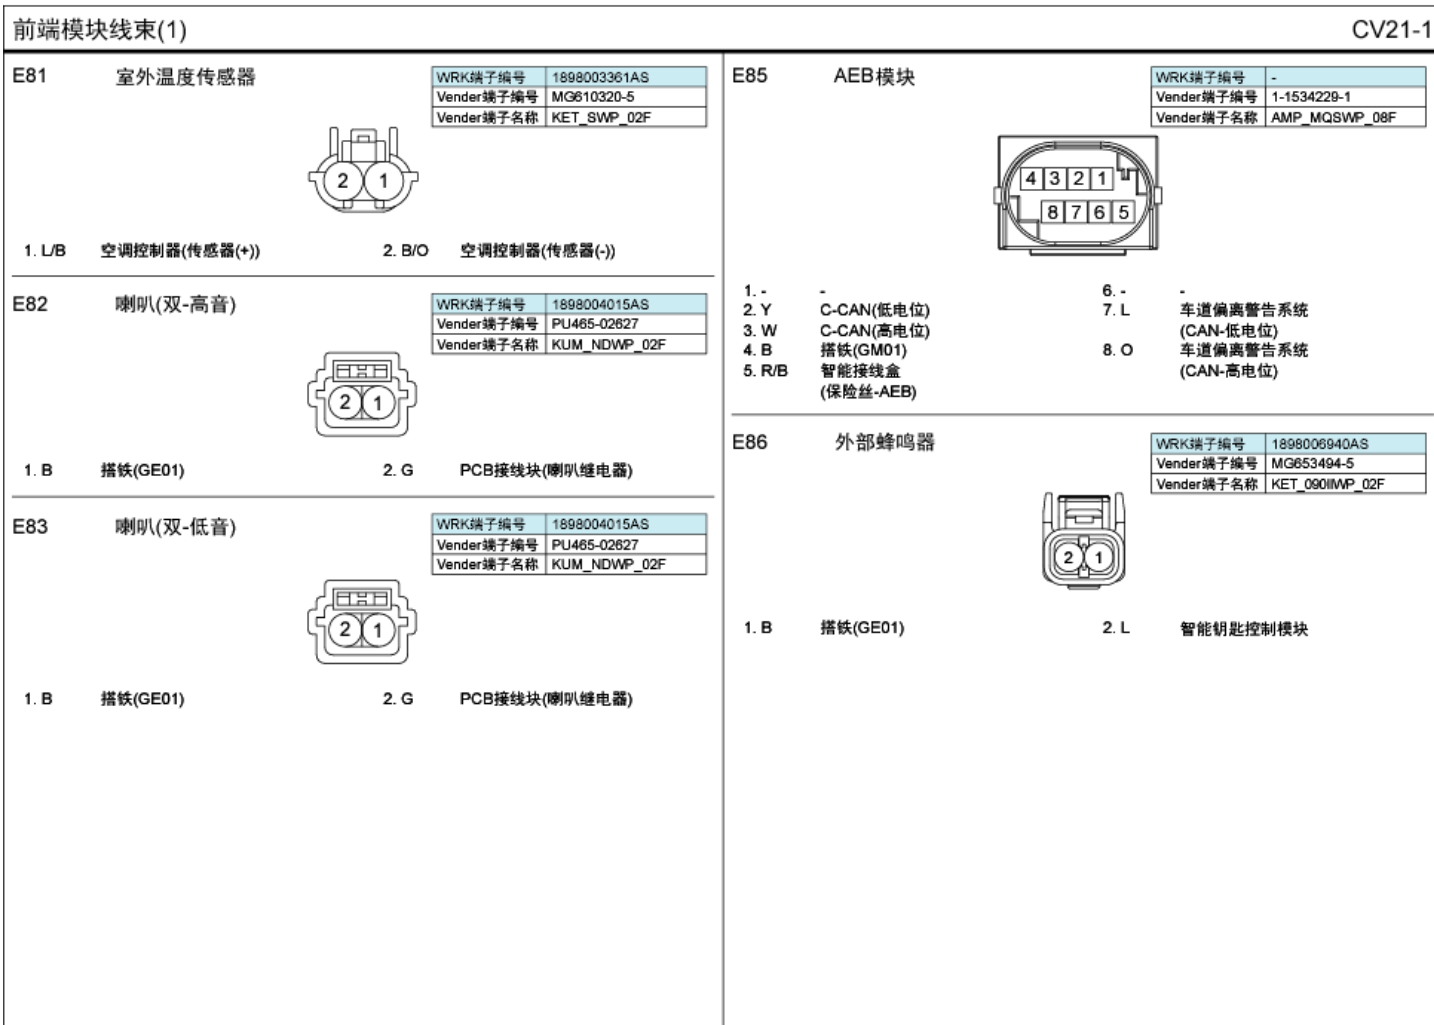 前端模块线束(1)
CV21-1
E81 室外温度传感器
WRK端子编号 1898003361AS
Vender端子编号 MG610320-5
Vender端子名称 KET_SWP_02F
2 1
1. L/B 空调控制器(传感器(+)) 2. B/O 空调控制器(传感器(-))
E82 喇叭(双-高音)
WRK端子编号 1898004015AS
Vender端子编号 PU465-02627
Vender端子名称 KUM_NDWP_02F
2 1
1. B 搭铁(GE01) 2. G PCB接线块(喇叭继电器)
E83 喇叭(双-低音)
WRK端子编号 1898004015AS
Vender端子编号 PU465-02627
Vender端子名称 KUM_NDWP_02F
2 1
1. B 搭铁(GE01) 2. G PCB接线块(喇叭继电器)
E85 AEB模块
WRK端子编号 -
Vender端子编号 1-1534229-1
Vender端子名称 AMP_MQSWP_08F
4 3 2 1
8 7 6 5
1. - - 6. - -
2. Y C-CAN(低电位) 7. L 车道偏离警告系统
3. W C-CAN(高电位) (CAN-低电位)
4. B 搭铁(GM01) 8. O 车道偏离警告系统
5. R/B 智能接线盒 (CAN-高电位)
(保险丝-AEB)
E86 外部蜂鸣器
WRK端子编号 1898006940AS
Vender端子编号 MG653494-5
Vender端子名称 KET_090IIWP_02F
2 1
1. B 搭铁(GE01) 2. L 智能钥匙控制模块